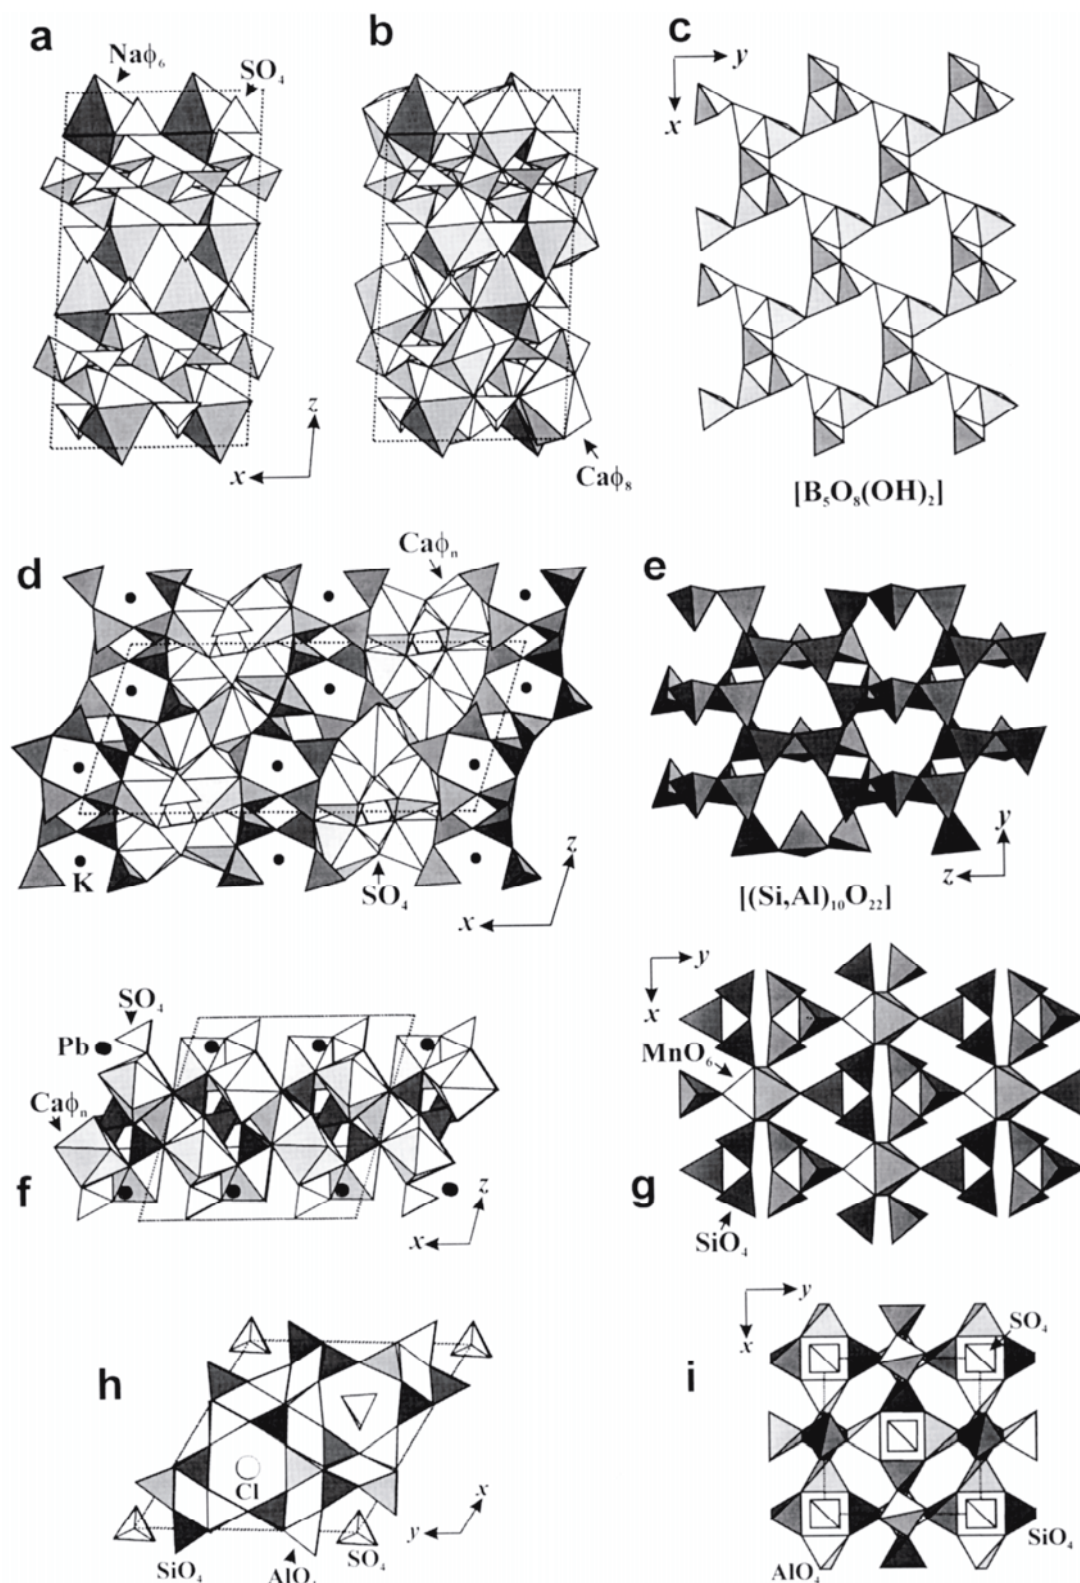 a
b
c
Naϕ₆
SO₄
y
x
z
x
Caϕ₈
[B₅O₈(OH)₂]
d
Caϕₙ
e
K
SO₄
z
x
y
z
[(Si,Al)₁₀O₂₂]
SO₄
Pb
Caϕₙ
f
z
x
y
x
MnO₆
g
SiO₄
h
Cl
x
y
SiO₄
AlO₄
SO₄
y
x
SO₄
i
AlO₄
SiO₄